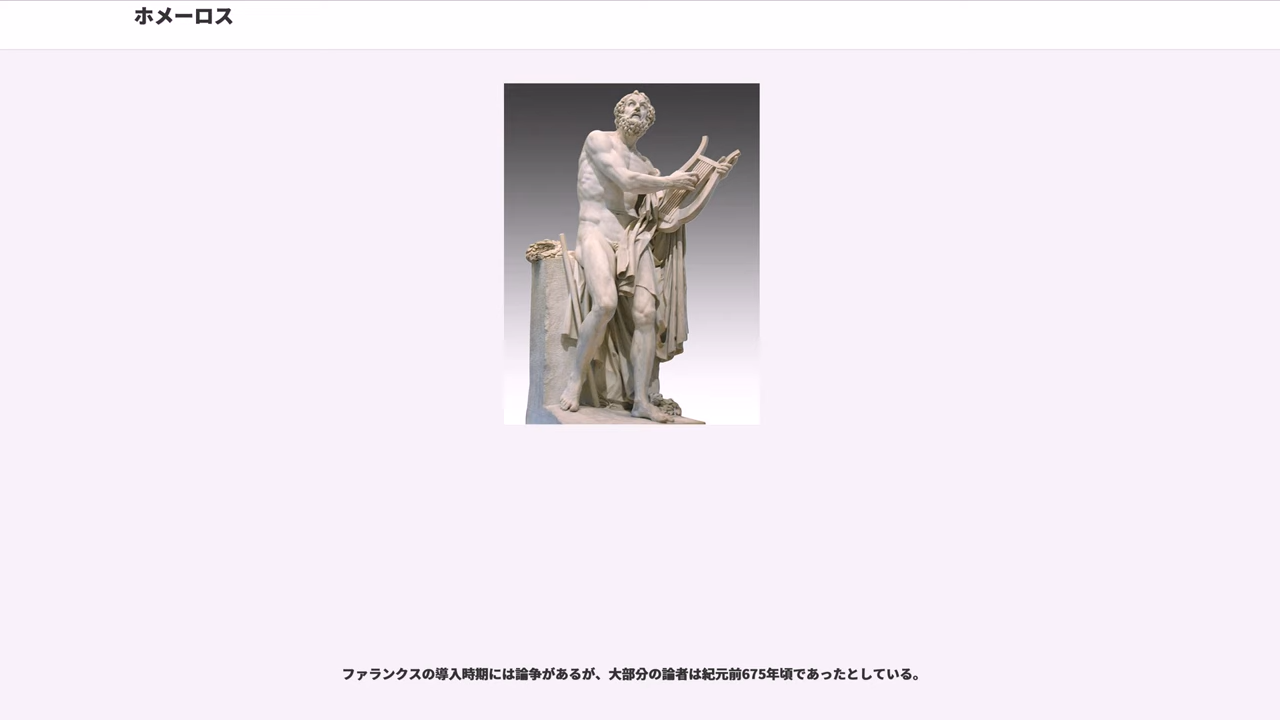 ホメーロス
ファランクスの導入時期には論争があるが、大部分の論者は紀元前675年頃であったとしている。